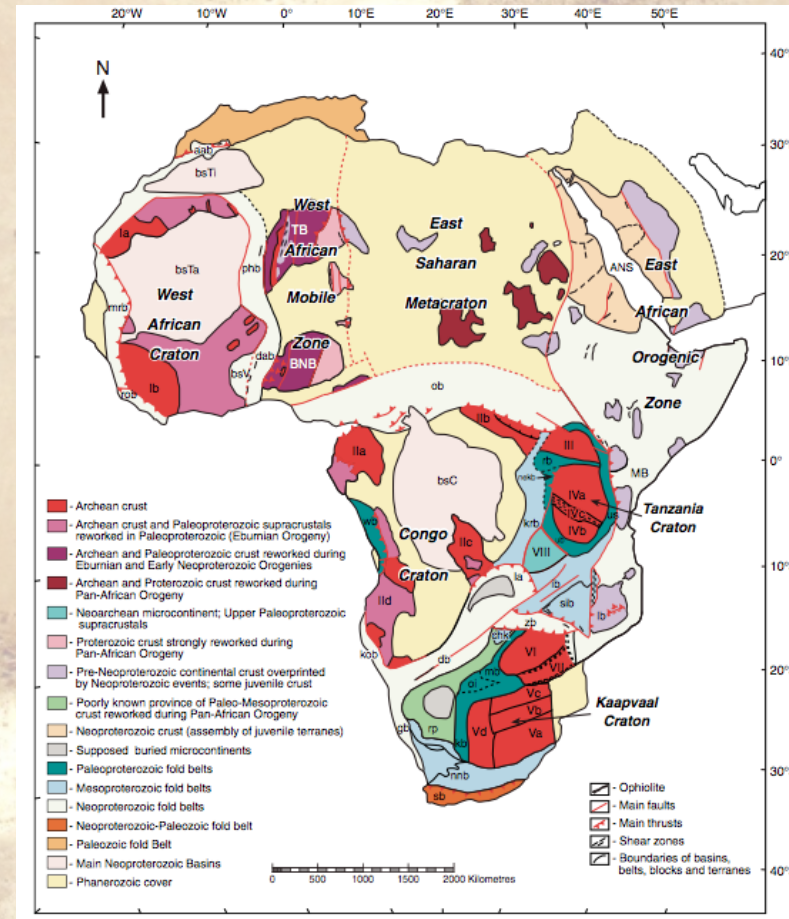 20°W 10°W 0° 10°E 20°E 30°E 40°E 50°E
40°
N
30°
20°
10°
0°
10°
20°
30°
40°
aab
bsTi
Ia
bsTa
West
African
Craton
mrb
phb
Ib
rob
bsV
dab
West
African
Mobile
Zone
TB
BNB
East
Saharan
Metacraton
ANS
East
African
Orogenic
Zone
ob
MB
IIa
IIb
III
rb
IVa
IVc
IVb
us
Tanzania
Craton
bsC
krb
wb
Congo
Craton
IIc
VIII
IId
la
ib
sib
lb
kob
db
zb
chk
VI
VII
mb
oi
Vc
Vb
Va
Vd
Kaapvaal
Craton
gb
rp
kb
nnb
sb
- Archean crust
- Archean crust and Paleoproterozoic supracrustals
reworked in Paleoproterozoic (Eburnian Orogeny)
- Archean and Paleoproterozoic crust reworked during
Eburnian and Early Neoproterozoic Orogenies
- Archean and Proterozoic crust reworked during
Pan-African Orogeny
- Neoarchean microcontinent; Upper Paleoproterozoic
supracrustals
- Proterozoic crust strongly reworked during
Pan-African Orogeny
- Pre-Neoproterozoic continental crust overprinted
by Neoproterozoic events; some juvenile crust
- Poorly known province of Paleo-Mesoproterozoic
crust reworked during Pan-African Orogeny
- Neoproterozoic crust (assembly of juvenile terranes)
- Supposed buried microcontinents
- Paleoproterozoic fold belts
- Mesoproterozoic fold belts
- Neoproterozoic fold belts
- Neoproterozoic-Paleozoic fold belt
- Paleozoic fold Belt
- Main Neoproterozoic Basins
- Phanerozoic cover
0 500 1000 1500 2000 Kilometres
- Ophiolite
- Main faults
- Main thrusts
- Shear zones
- Boundaries of basins,
belts, blocks and terranes